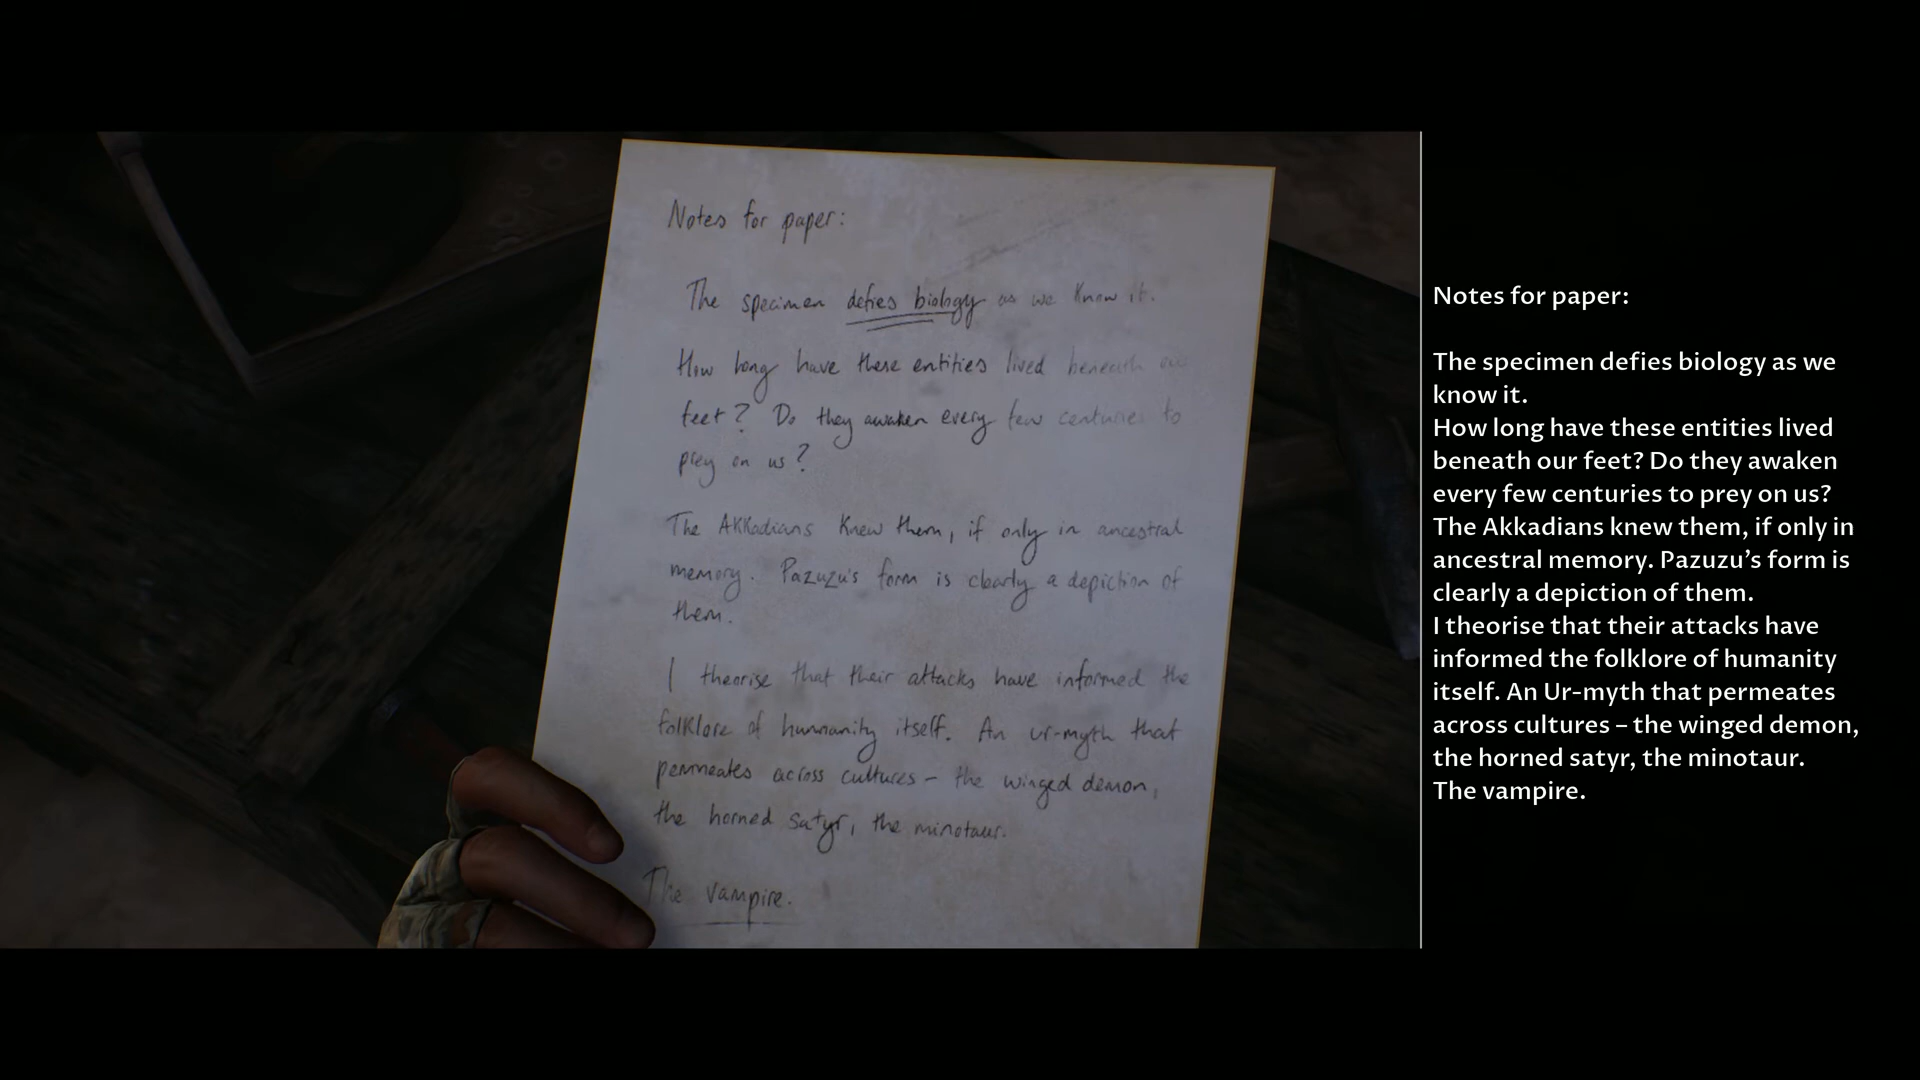 Notes for paper:
The specimen defies biology as we know it.
How long have these entities lived beneath our
feet? Do they awaken every few centuries to
prey on us?
The Akkadians knew them, if only in ancestral
memory. Pazuzu's form is clearly a depiction of
them.
I theorise that their attacks have informed the
folklore of humanity itself. An ur-myth that
permeates across cultures – the winged demon,
the horned satyr, the minotaur.
The vampire.
Notes for paper:
The specimen defies biology as we
know it.
How long have these entities lived
beneath our feet? Do they awaken
every few centuries to prey on us?
The Akkadians knew them, if only in
ancestral memory. Pazuzu’s form is
clearly a depiction of them.
I theorise that their attacks have
informed the folklore of humanity
itself. An Ur-myth that permeates
across cultures – the winged demon,
the horned satyr, the minotaur.
The vampire.